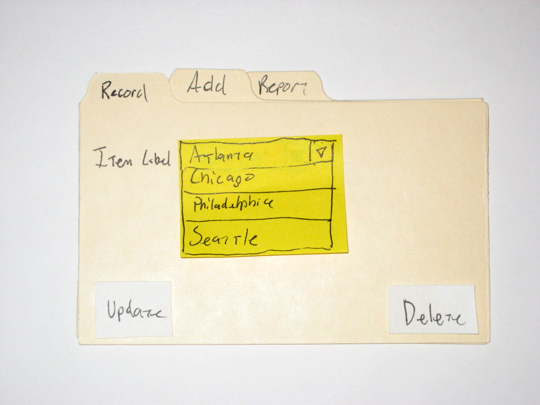 Record Add Report
Item Label
Atlanta
Chicago
Philadelphia
Seattle
Update Delete